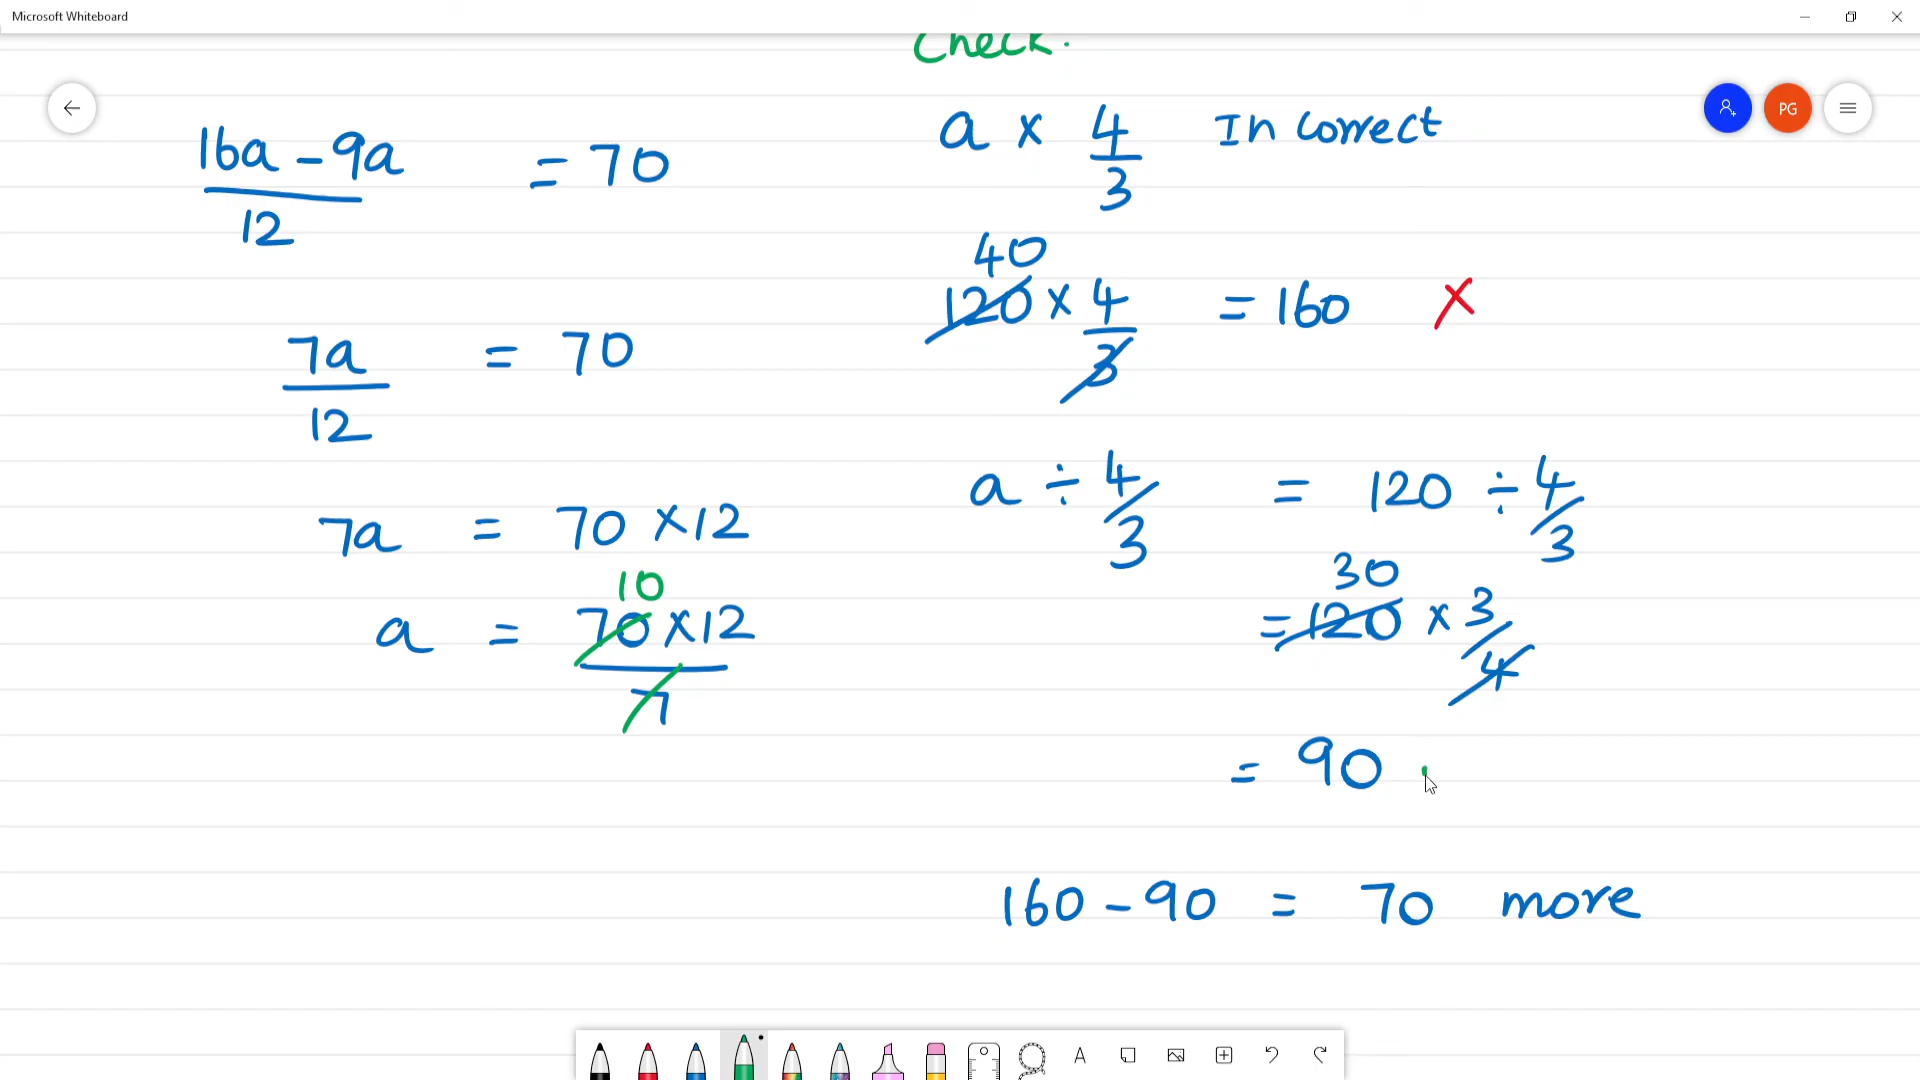 Microsoft Whiteboard
Check.
PG
16a - 9a = 70
12
7a = 70
12
7a = 70 × 12
10
a = 70 × 12
7
a × 4 In correct
3
40
120 × 4 = 160 ×
3
a ÷ 4/3 = 120 ÷ 4/3
30
= 120 × 3/4
= 90
160 - 90 = 70 more
A